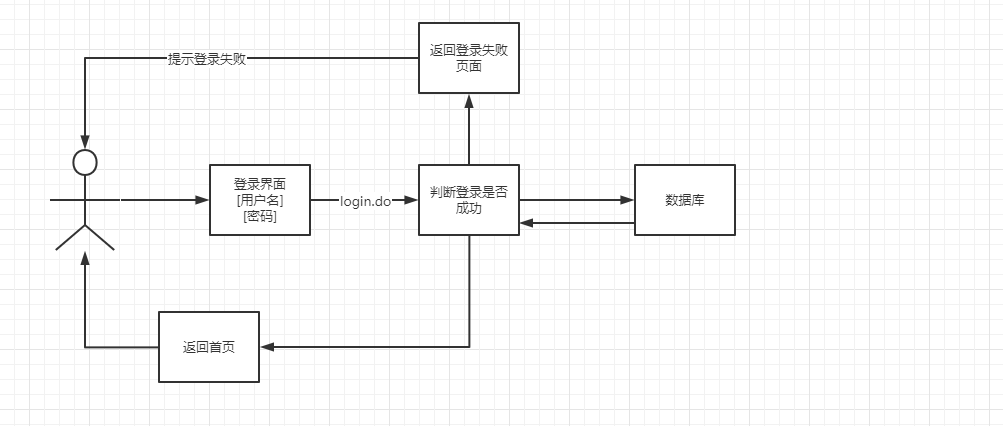 返回登录失败
页面
提示登录失败
登录界面
[用户名]
[密码]
login.do
判断登录是否
成功
数据库
返回首页